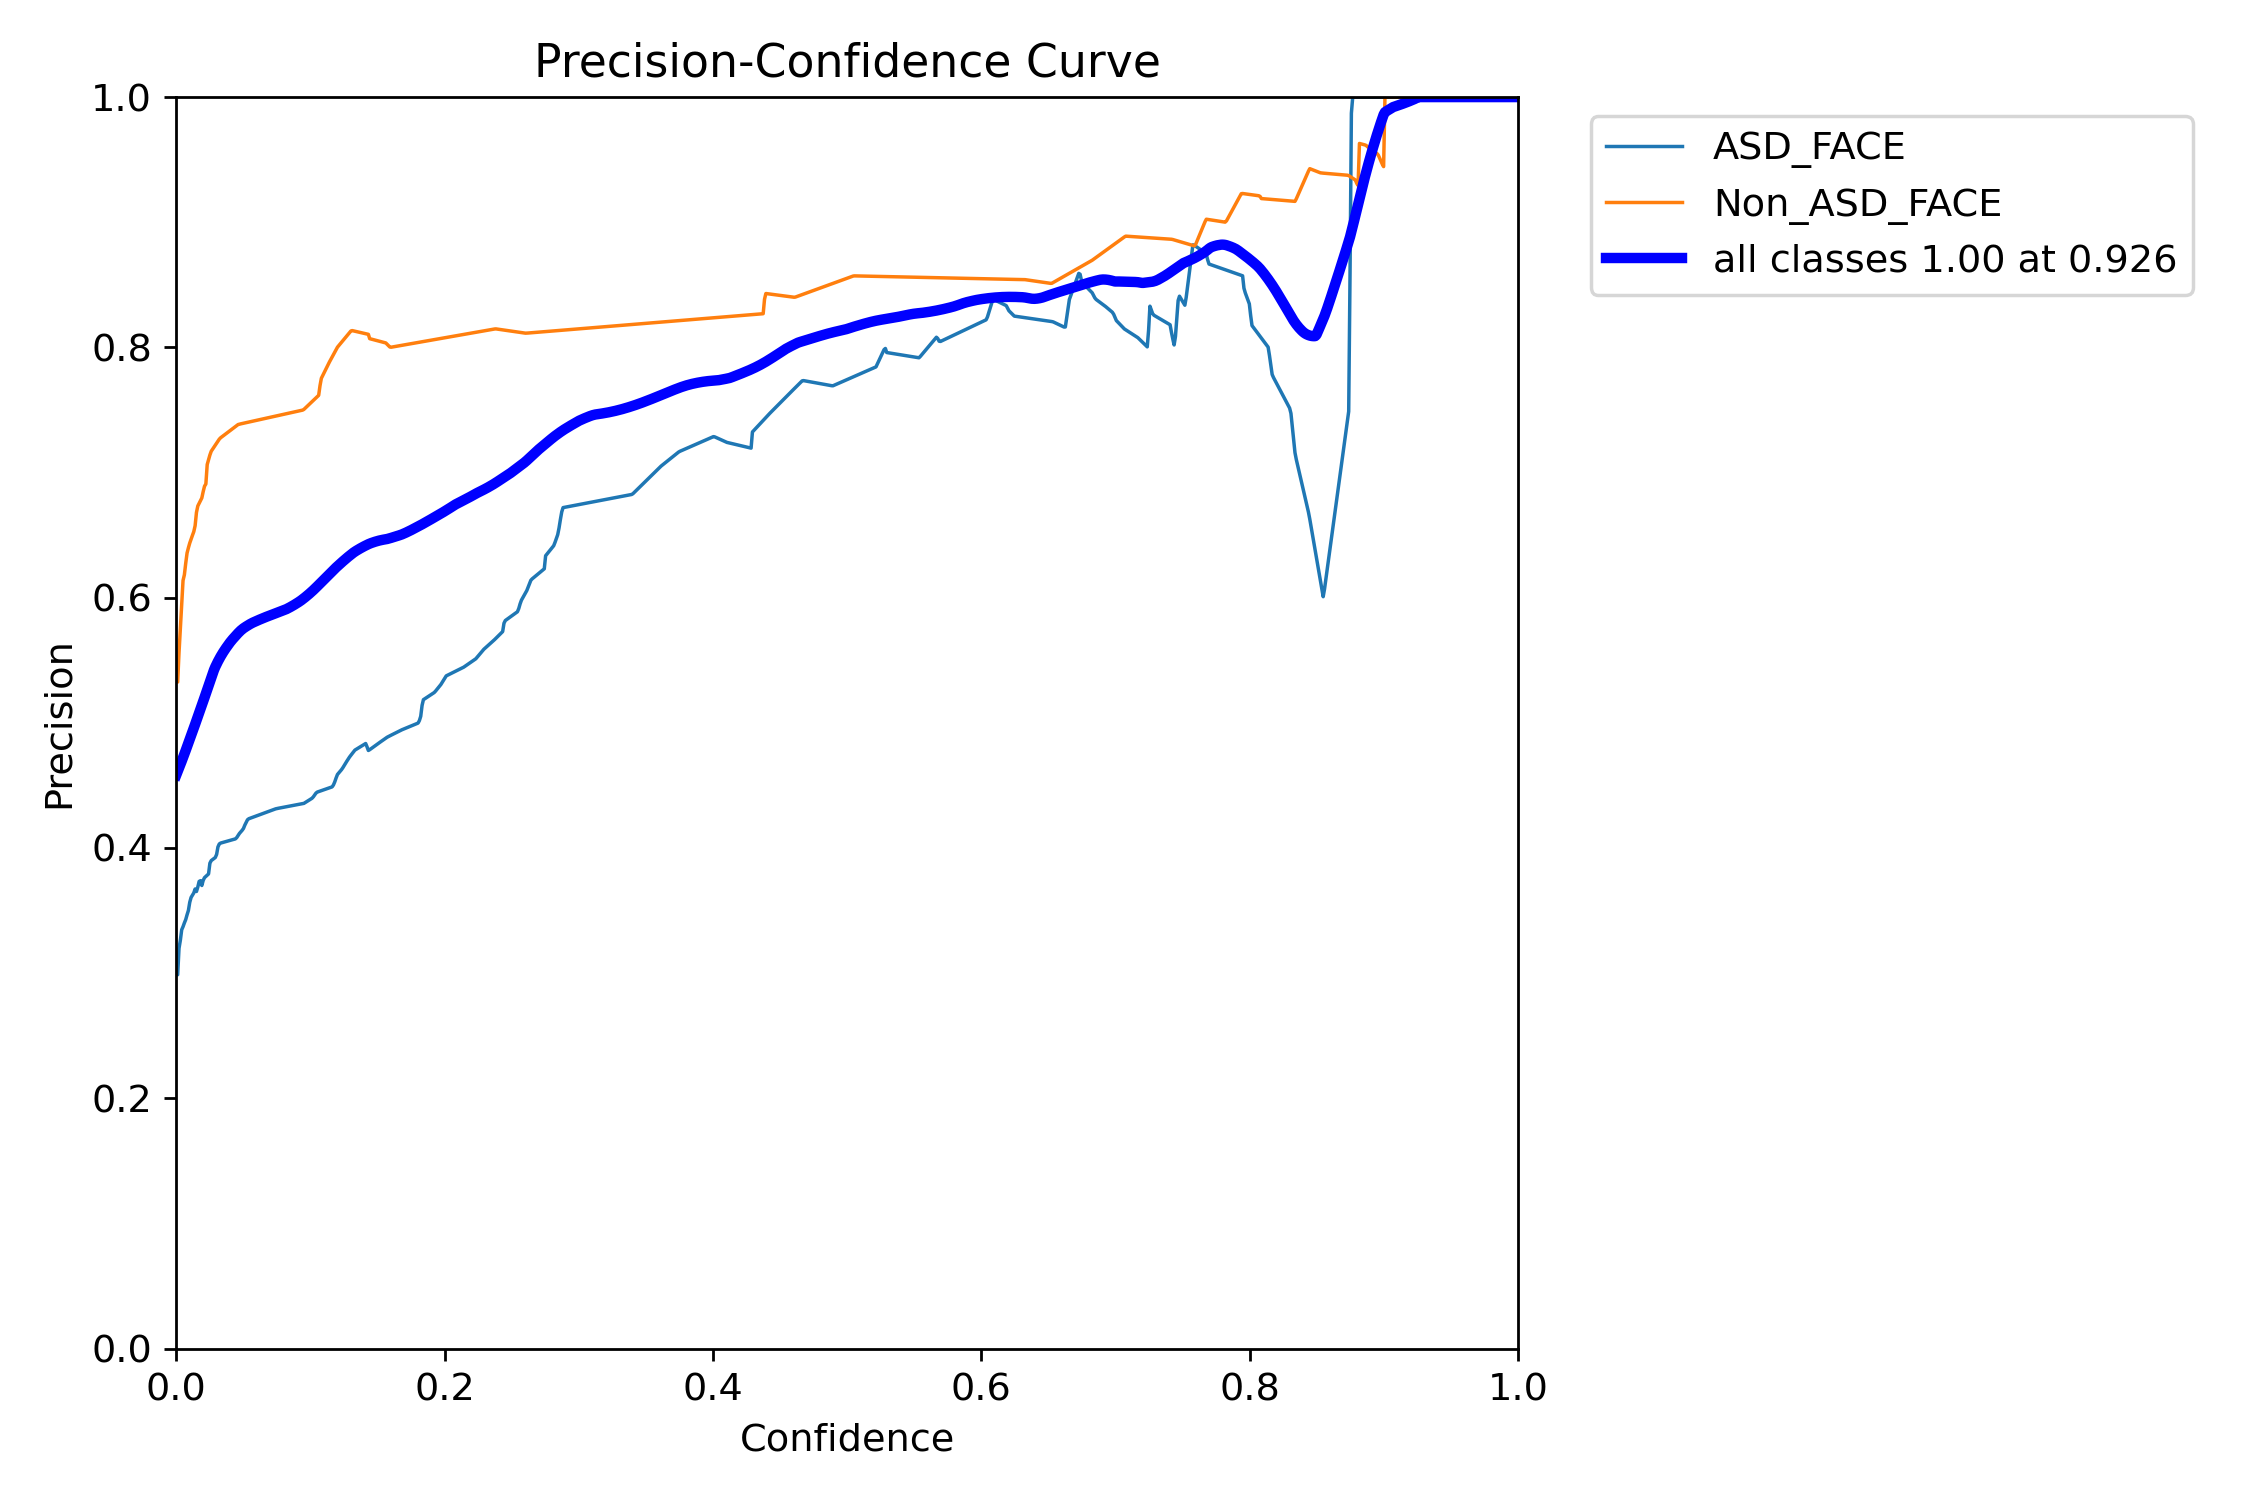 Precision-Confidence Curve
1.0
0.8
0.6
0.4
0.2
0.0
Precision
0.0 0.2 0.4 0.6 0.8 1.0
Confidence
ASD_FACE
Non_ASD_FACE
all classes 1.00 at 0.926